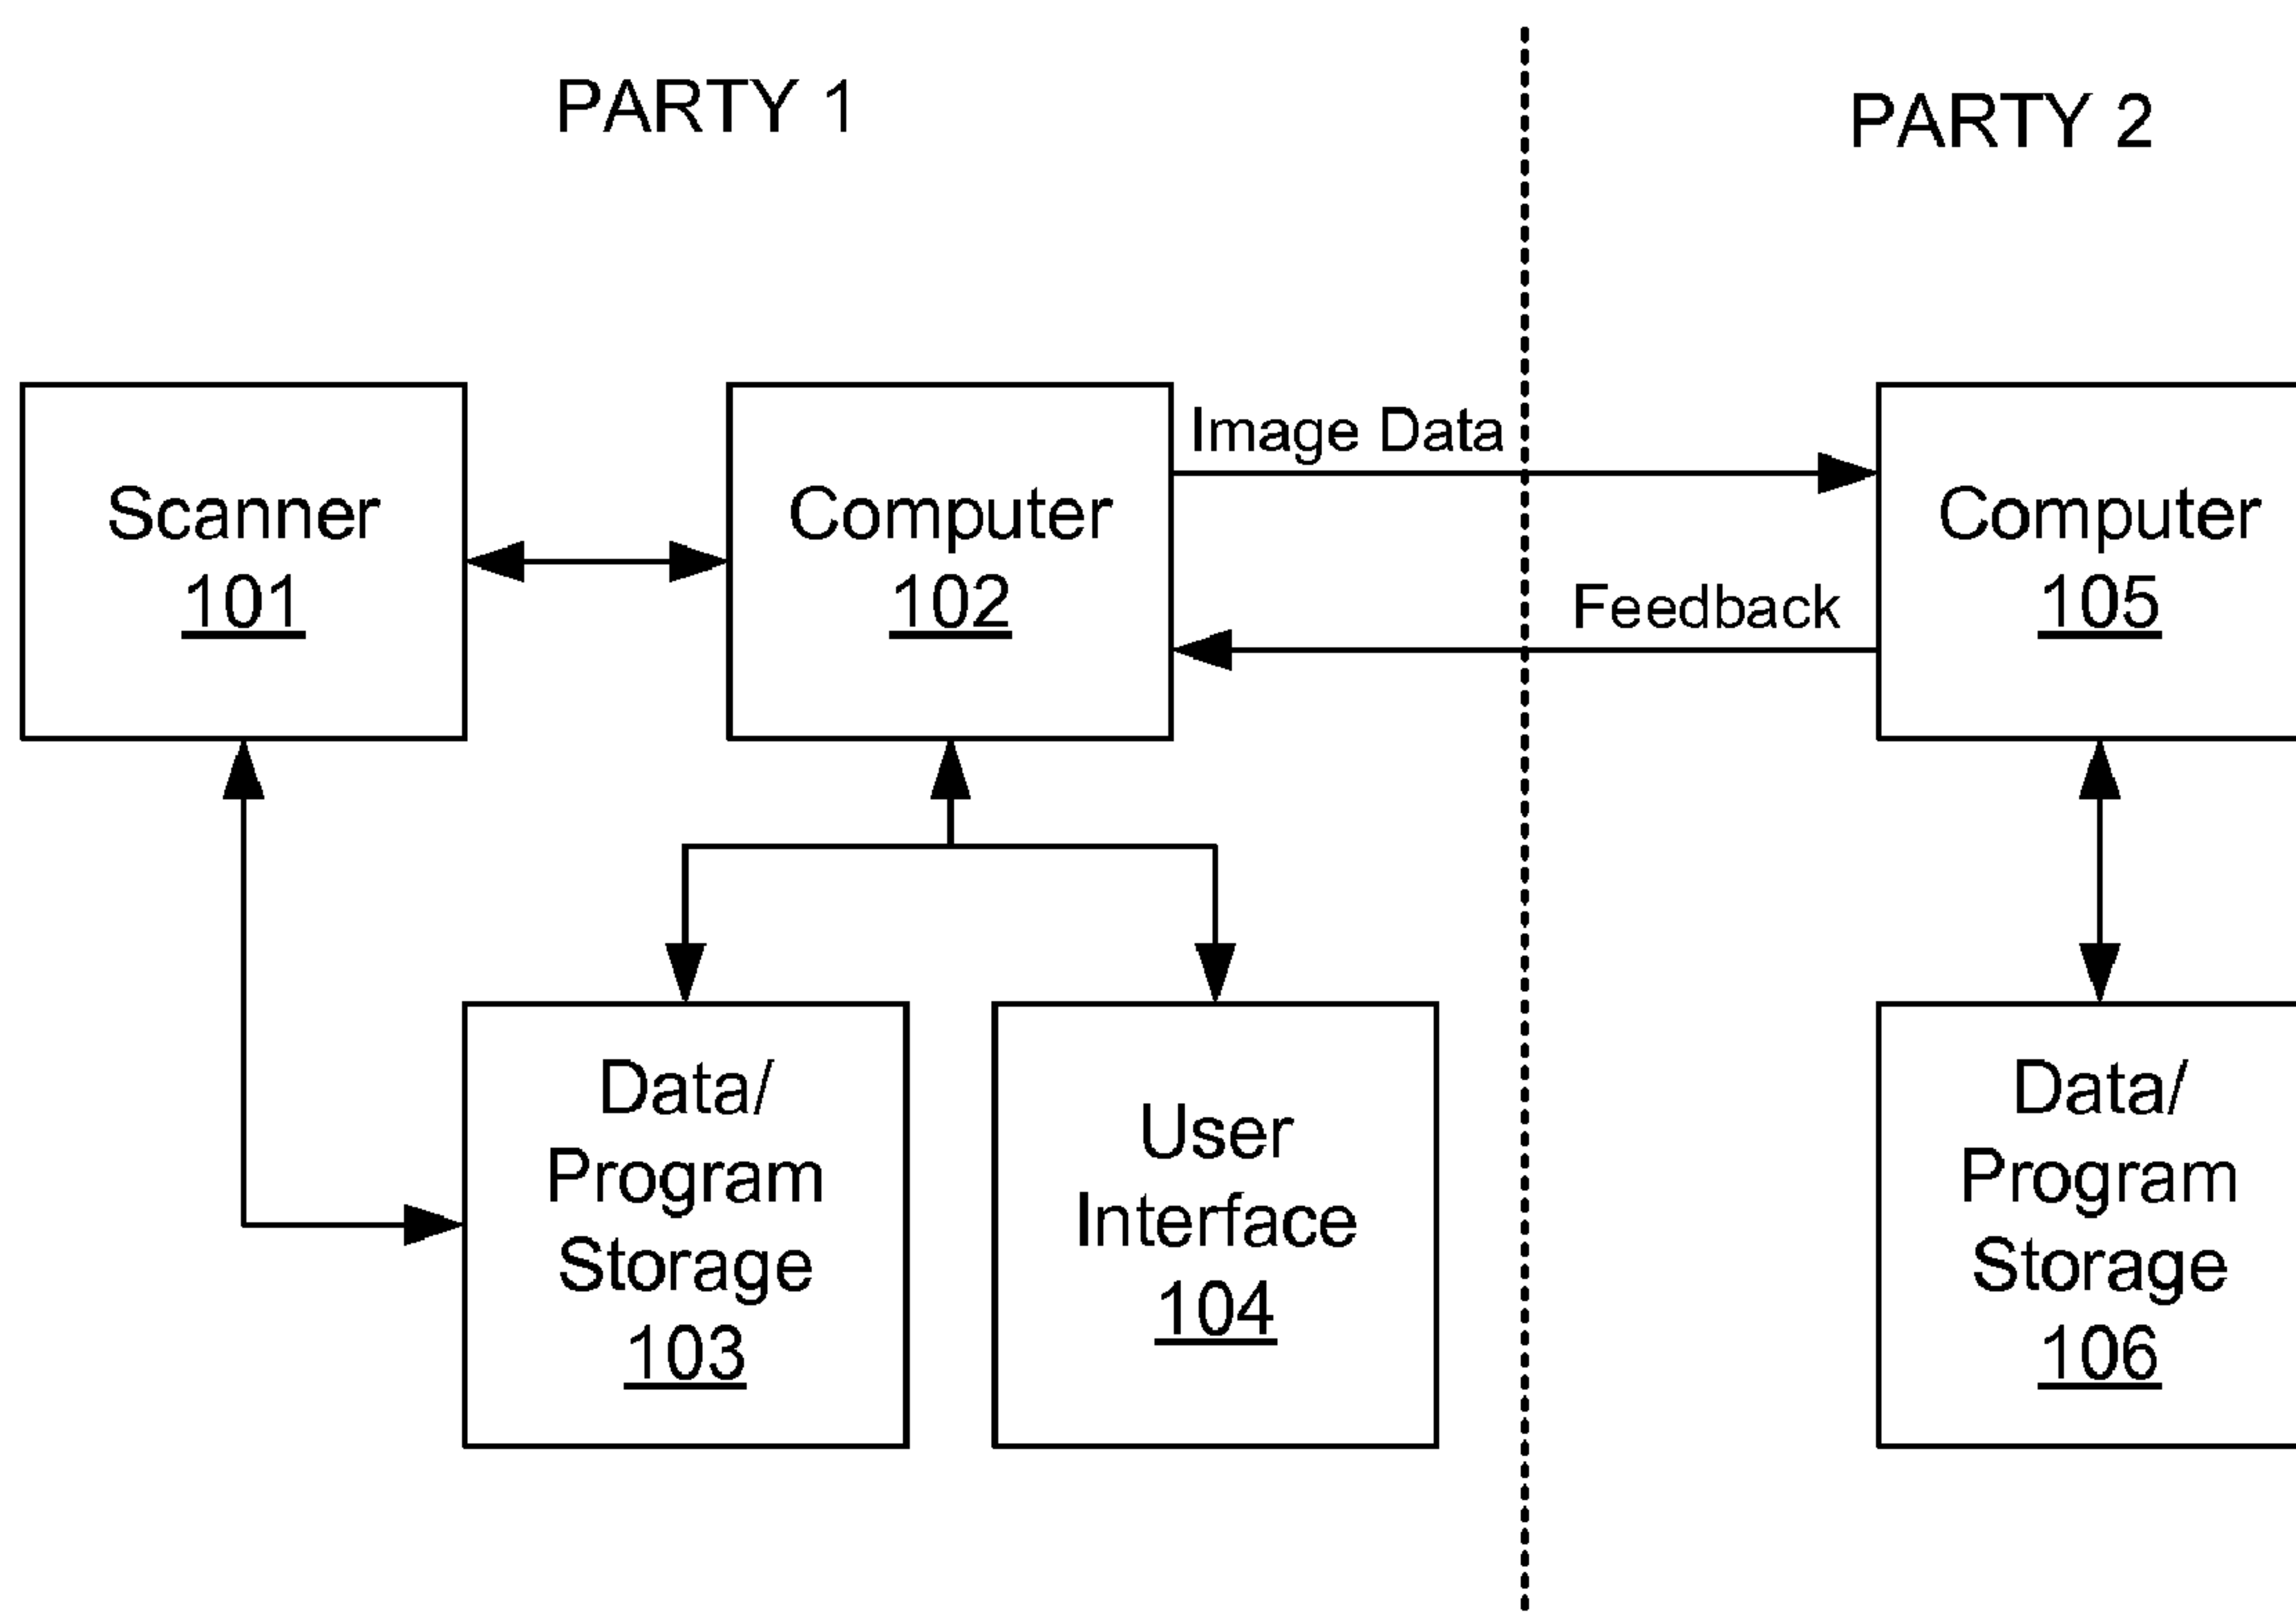 PARTY 1
PARTY 2
Scanner
101
Computer
102
Image Data
Feedback
Computer
105
Data/
Program
Storage
103
User
Interface
104
Data/
Program
Storage
106